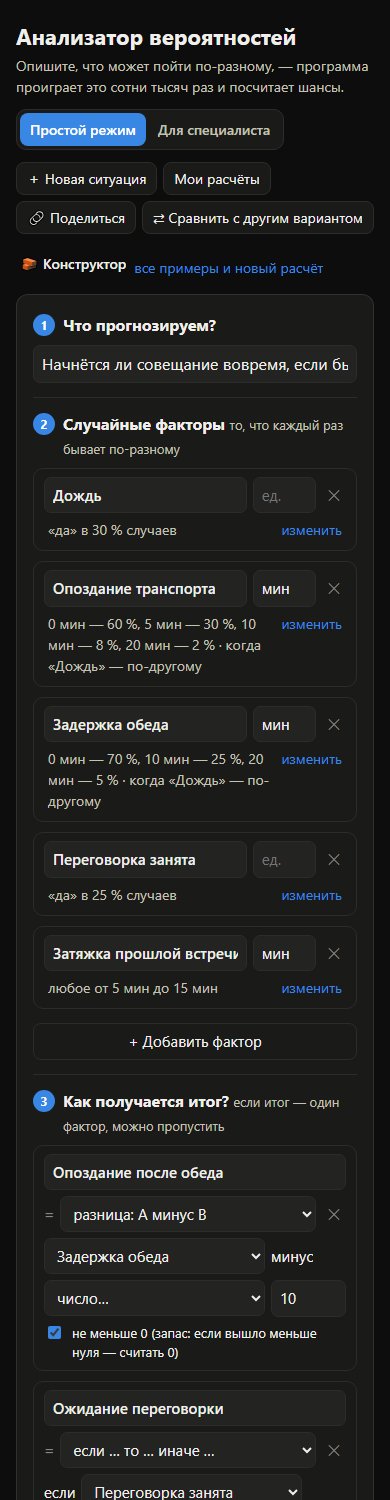 Анализатор вероятностей
Опишите, что может пойти по-разному, — программа
проиграет это сотни тысяч раз и посчитает шансы.
Простой режим Для специалиста
+ Новая ситуация Мои расчёты
Поделиться ⇄ Сравнить с другим вариантом
Конструктор все примеры и новый расчёт
1 Что прогнозируем?
Начнётся ли совещание вовремя, если бы
2 Случайные факторы то, что каждый раз
бывает по-разному
Дождь ед. ×
«да» в 30 % случаев изменить
Опоздание транспорта мин ×
0 мин — 60 %, 5 мин — 30 %, 10 изменить
мин — 8 %, 20 мин — 2 % · когда
«Дождь» — по-другому
Задержка обеда мин ×
0 мин — 70 %, 10 мин — 25 %, 20 изменить
мин — 5 % · когда «Дождь» — по-
другому
Переговорка занята ед. ×
«да» в 25 % случаев изменить
Затяжка прошлой встречи мин ×
любое от 5 мин до 15 мин изменить
+ Добавить фактор
3 Как получается итог? если итог — один
фактор, можно пропустить
Опоздание после обеда
= разница: A минус B ×
Задержка обеда минус
число... 10
не меньше 0 (запас: если вышло меньше
нуля — считать 0)
Ожидание переговорки
= если ... то ... иначе ... ×
если Переговорка занята